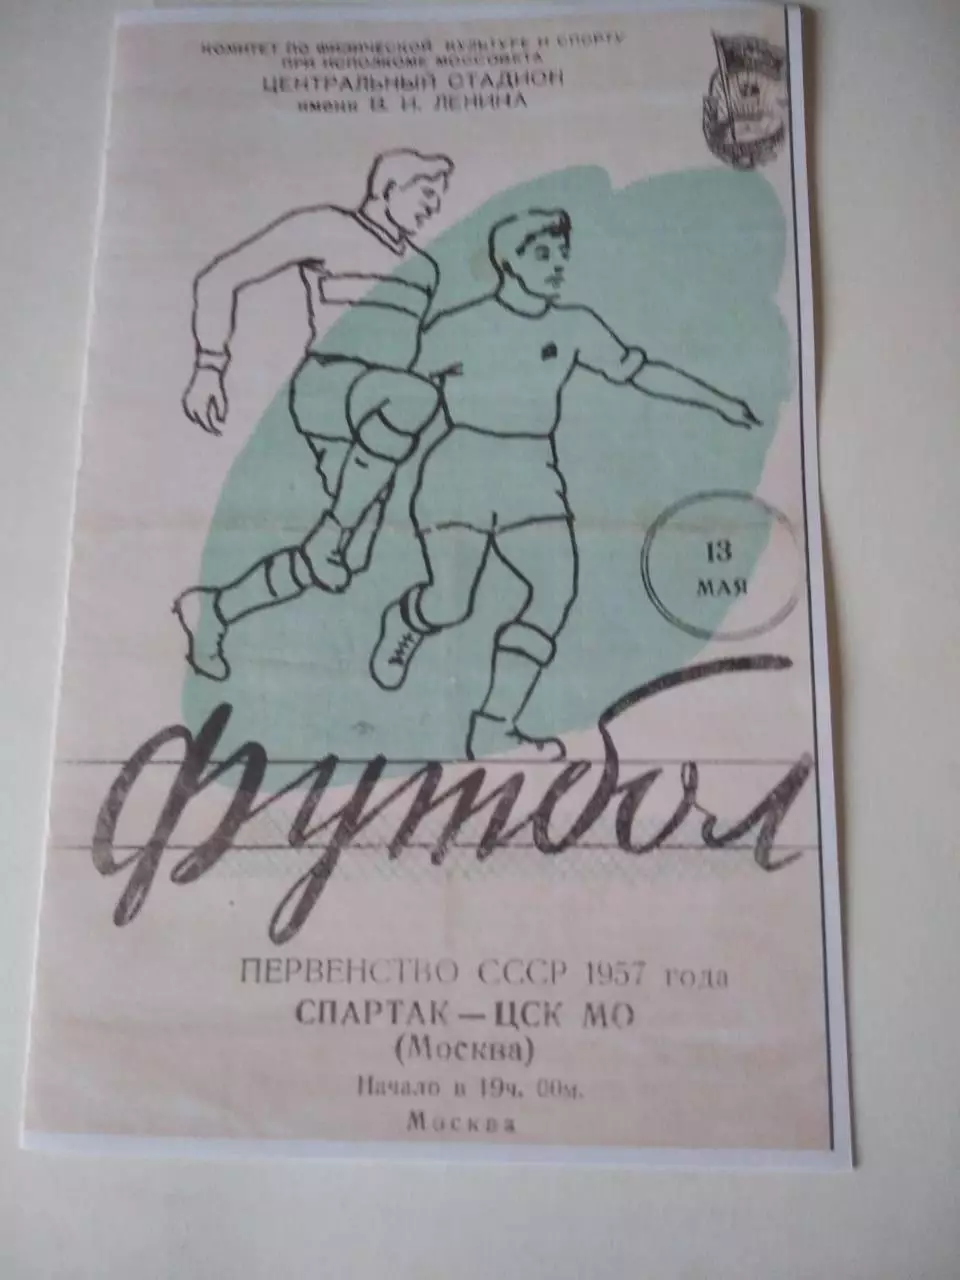 КОМИТЕТ ПО ФИЗИЧЕСКОЙ КУЛЬТУРЕ И СПОРТУ
ПРИ ИСПОЛКОМЕ МОССОВЕТА
ЦЕНТРАЛЬНЫЙ СТАДИОН
имени В. И. ЛЕНИНА
13
МАЯ
Футбол
ПЕРВЕНСТВО СССР 1957 года
СПАРТАК — ЦСК МО
(Москва)
Начало в 19ч. 00м.
Москва